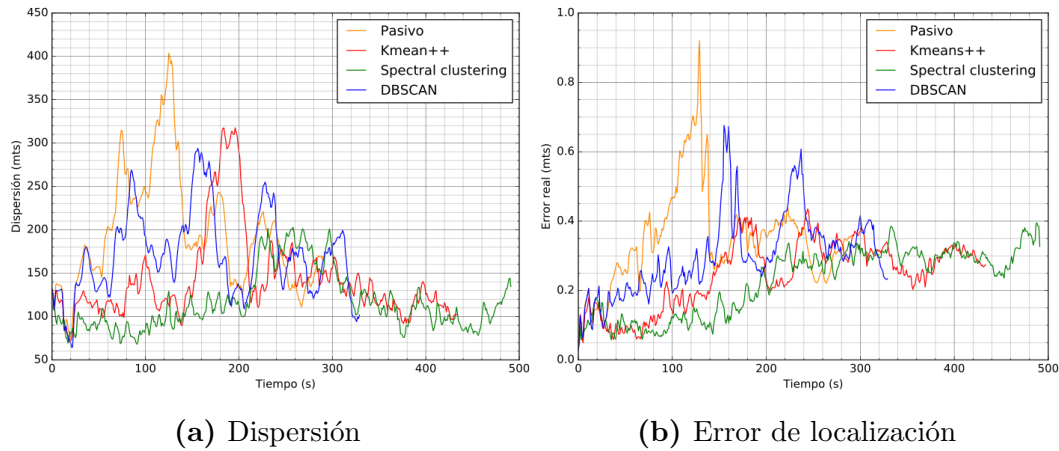 450
400
350
300
250
200
150
100
50
Dispersión (mts)
0
100
200
300
400
500
Tiempo (s)
Pasivo
Kmean++
Spectral clustering
DBSCAN
(a) Dispersión
1.0
0.8
0.6
0.4
0.2
0.0
Error real (mts)
0
100
200
300
400
500
Tiempo (s)
Pasivo
Kmeans++
Spectral clustering
DBSCAN
(b) Error de localización